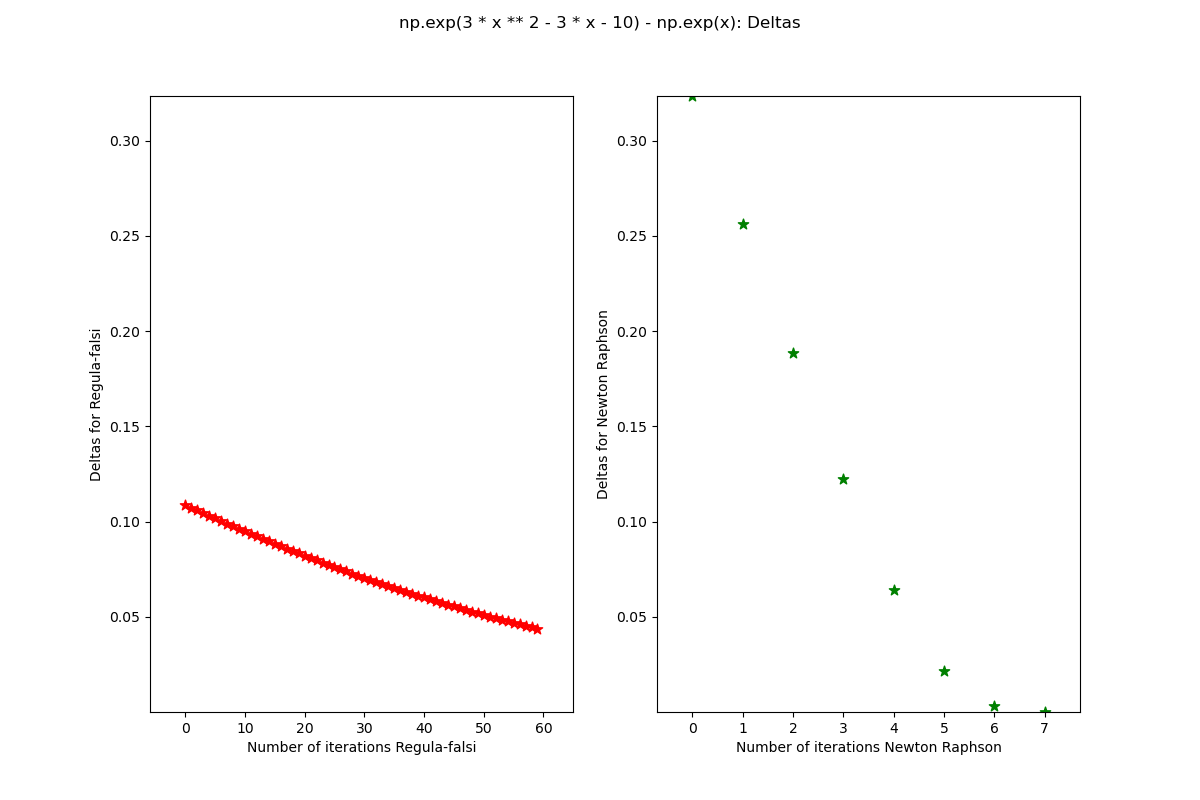 np.exp(3 * x ** 2 - 3 * x - 10) - np.exp(x): Deltas
0.30
0.25
0.20
0.15
0.10
0.05
Deltas for Regula-falsi
0 10 20 30 40 50 60
Number of iterations Regula-falsi
0.30
0.25
0.20
0.15
0.10
0.05
Deltas for Newton Raphson
0 1 2 3 4 5 6 7
Number of iterations Newton Raphson